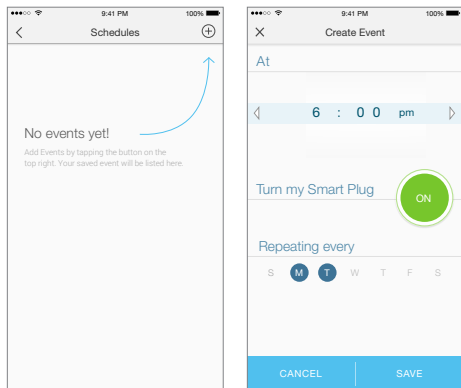 9:41 PM 100%
Schedules
No events yet!
Add Events by tapping the button on the
top right. Your saved event will be listed here.
9:41 PM 100%
Create Event
At
6 : 0 0 pm
Turn my Smart Plug
ON
Repeating every
S M T W T F S
CANCEL SAVE